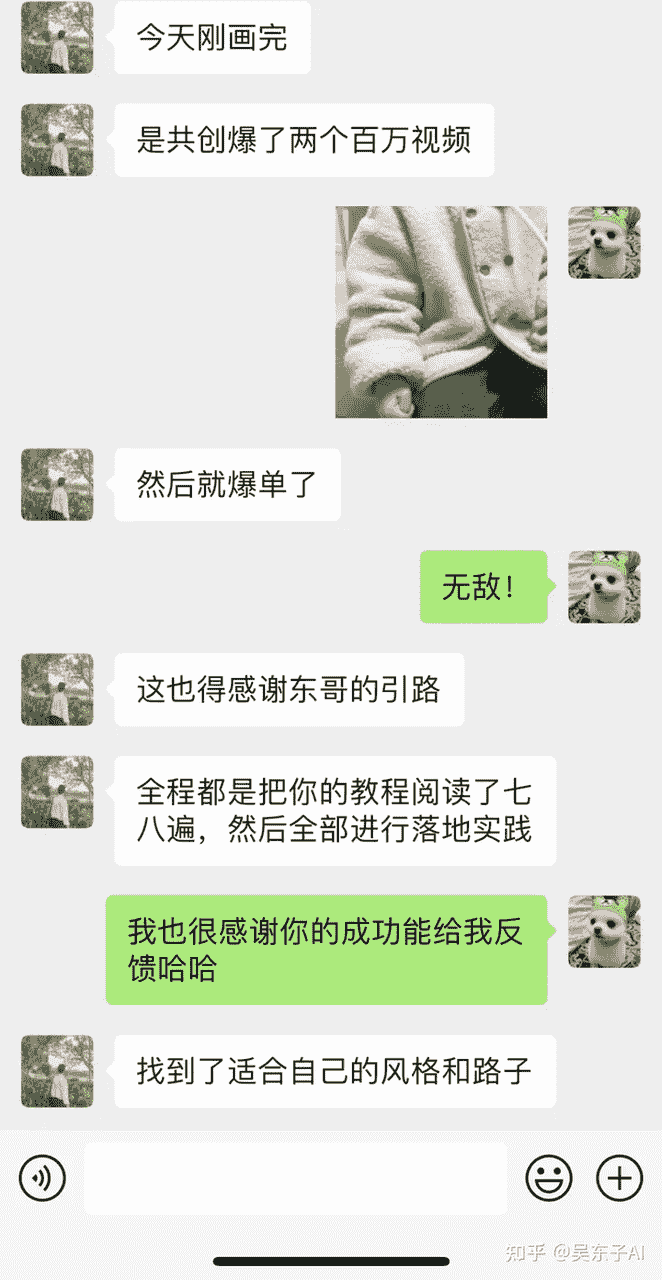 今天刚画完
是共创爆了两个百万视频
然后就爆单了
无敌！
这也得感谢东哥的引路
全程都是把你的教程阅读了七
八遍，然后全部进行落地实践
我也很感谢你的成功能给我反
馈哈哈
找到了适合自己的风格和路子
知乎 @吴东子AI